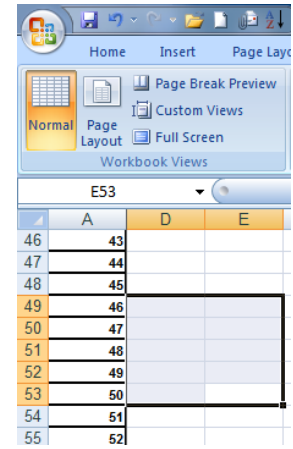 Home Insert Page Lay
Page Break Preview
Custom Views
Full Screen
Normal Page Layout
Workbook Views
E53
A D E
46 43
47 44
48 45
49 46
50 47
51 48
52 49
53 50
54 51
55 52